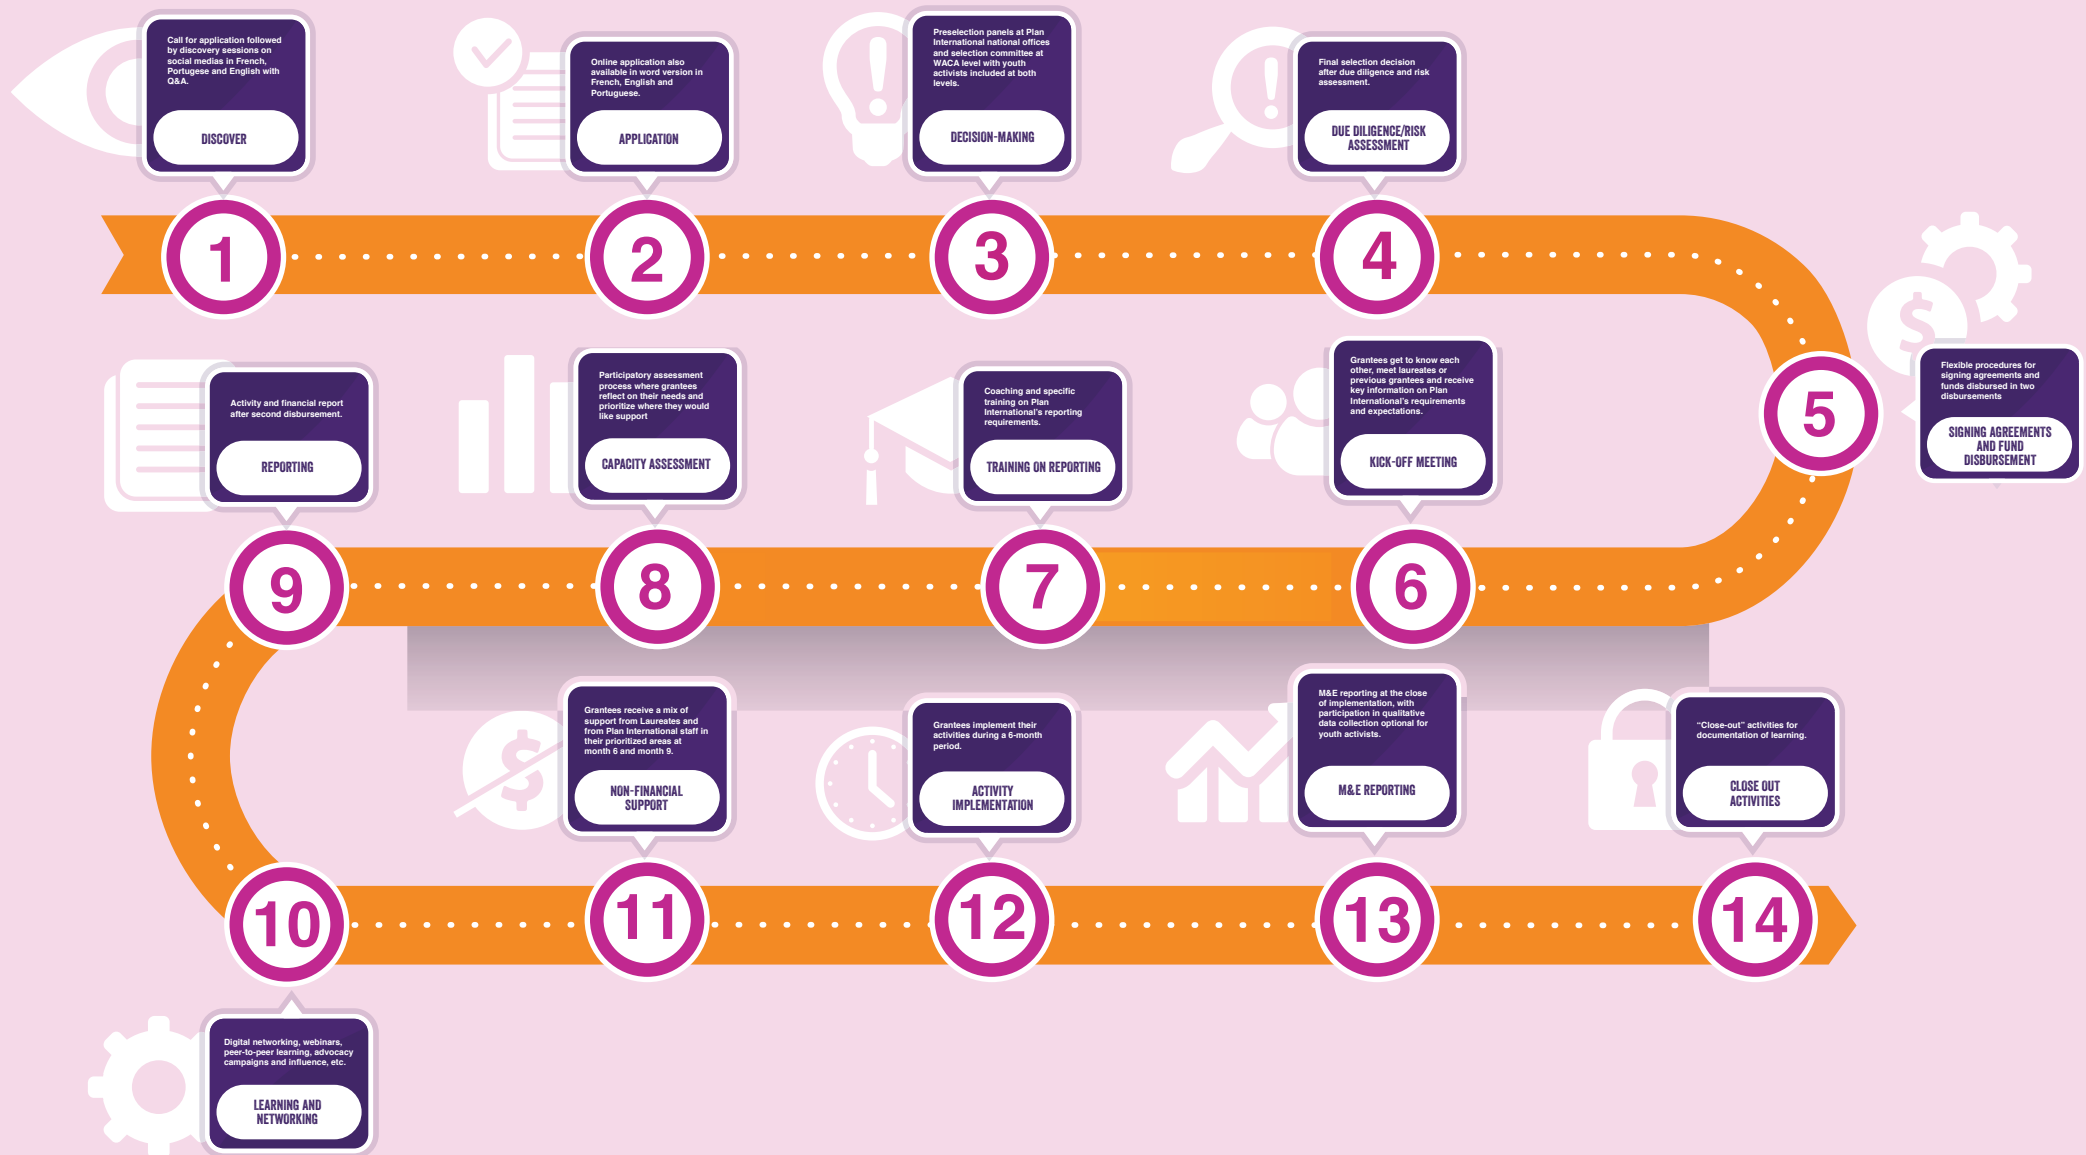 Call for application followed
by discovery sessions on
social medias in French,
Portugese and English with
Q&A.
DISCOVER
1
Online application also
available in word version in
French, English and
Portuguese.
APPLICATION
2
Preselection panels at Plan
International national offices
and selection committee at
WACA level with youth
activists included at both
levels.
DECISION-MAKING
3
Final selection decision
after due diligence and risk
assessment.
DUE DILIGENCE/RISK
ASSESSMENT
4
Flexible procedures for
signing agreements and
funds disbursed in two
disbursements
SIGNING AGREEMENTS
AND FUND
DISBURSEMENT
5
Grantees get to know each
other, meet laureates or
previous grantees and receive
key information on Plan
International's requirements
and expectations.
KICK-OFF MEETING
6
Coaching and specific
training on Plan
International's reporting
requirements.
TRAINING ON REPORTING
7
Participatory assessment
process where grantees
reflect on their needs and
prioritize where they would
like support
CAPACITY ASSESSMENT
8
Activity and financial report
after second disbursement.
REPORTING
9
10
Digital networking, webinars,
peer-to-peer learning, advocacy
campaigns and influence, etc.
LEARNING AND
NETWORKING
Grantees receive a mix of
support from Laureates and
from Plan International staff in
their prioritized areas at
month 6 and month 9.
NON-FINANCIAL
SUPPORT
11
Grantees implement their
activities during a 6-month
period.
ACTIVITY
IMPLEMENTATION
12
M&E reporting at the close
of implementation, with
participation in qualitative
data collection optional for
youth activists.
M&E REPORTING
13
“Close-out” activities for
documentation of learning.
CLOSE OUT
ACTIVITIES
14